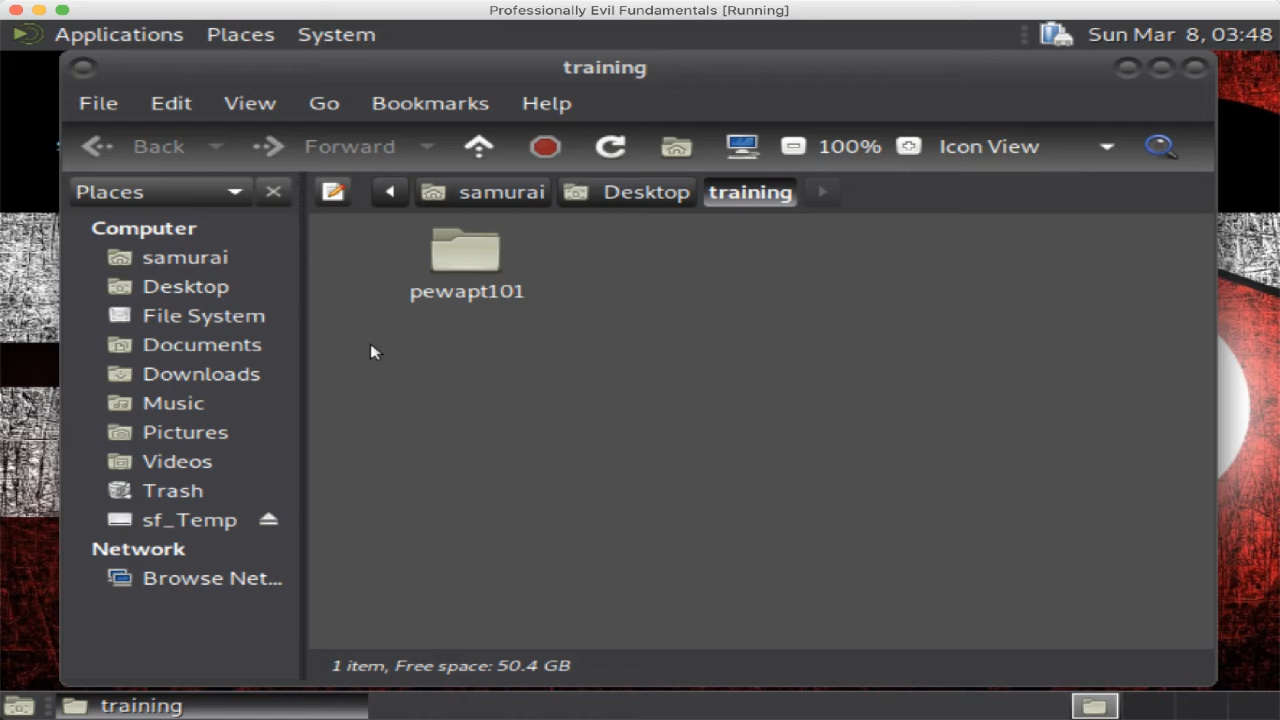 Professionally Evil Fundamentals [Running]
Applications Places System Sun Mar 8, 03:48
training
File Edit View Go Bookmarks Help
Back Forward 100% Icon View
Places samurai Desktop training
Computer
samurai
Desktop
File System
Documents
Downloads
Music
Pictures
Videos
Trash
sf_Temp
Network
Browse Net...
pewapt101
1 item, Free space: 50.4 GB
training